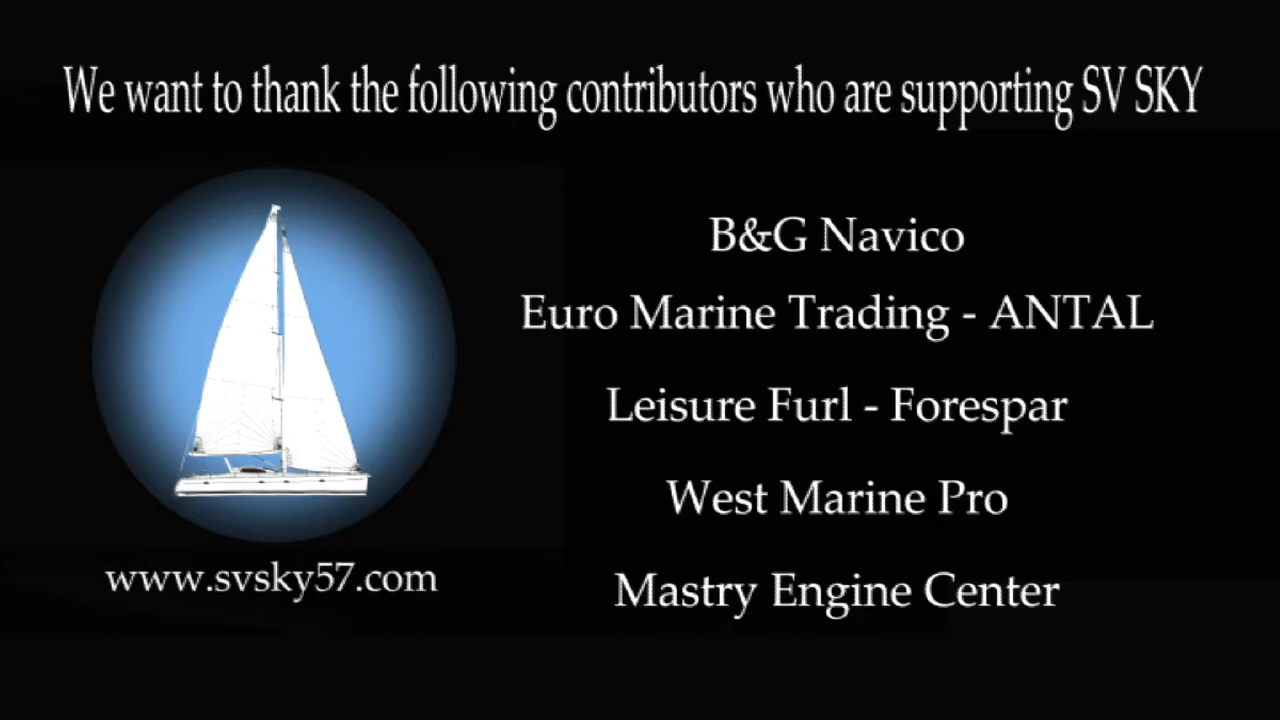 We want to thank the following contributors who are supporting SV SKY
B&G Navico
Euro Marine Trading - ANTAL
Leisure Furl - Forespar
West Marine Pro
Mastry Engine Center
www.svsky57.com